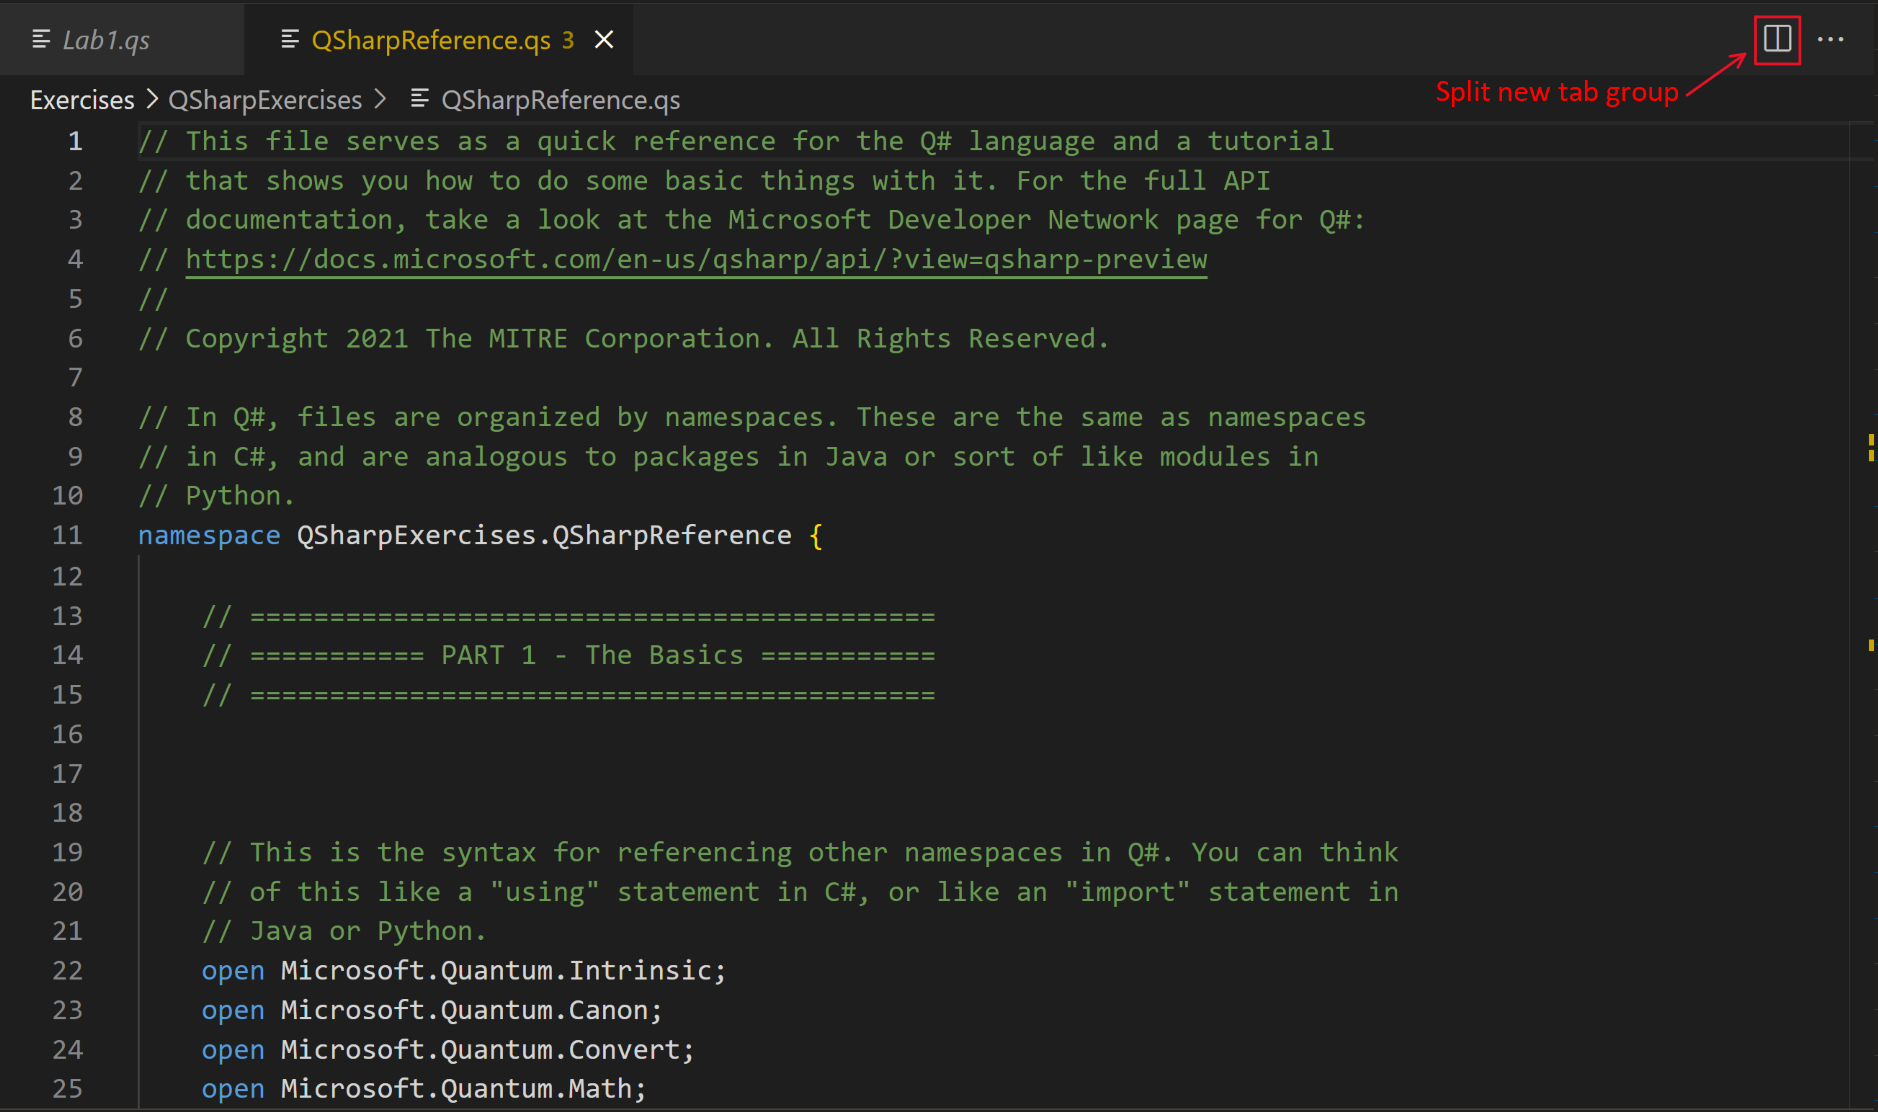 Lab1.qs
QSharpReference.qs 3
Split new tab group
Exercises > QSharpExercises > QSharpReference.qs
1 // This file serves as a quick reference for the Q# language and a tutorial
2 // that shows you how to do some basic things with it. For the full API
3 // documentation, take a look at the Microsoft Developer Network page for Q#:
4 // https://docs.microsoft.com/en-us/qsharp/api/?view=qsharp-preview
5 //
6 // Copyright 2021 The MITRE Corporation. All Rights Reserved.
7
8 // In Q#, files are organized by namespaces. These are the same as namespaces
9 // in C#, and are analogous to packages in Java or sort of like modules in
10 // Python.
11 namespace QSharpExercises.QSharpReference {
12
13 // ===========================================
14 // =========== PART 1 - The Basics ===========
15 // ===========================================
16
17
18
19 // This is the syntax for referencing other namespaces in Q#. You can think
20 // of this like a "using" statement in C#, or like an "import" statement in
21 // Java or Python.
22 open Microsoft.Quantum.Intrinsic;
23 open Microsoft.Quantum.Canon;
24 open Microsoft.Quantum.Convert;
25 open Microsoft.Quantum.Math;